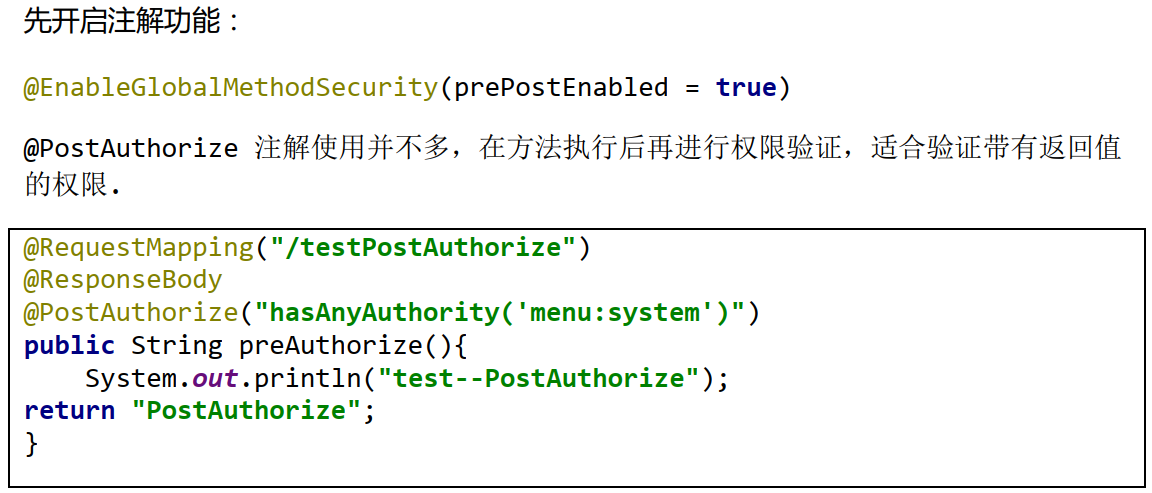 先开启注解功能：
@EnableGlobalMethodSecurity(prePostEnabled = true)
@PostAuthorize 注解使用并不多，在方法执行后再进行权限验证，适合验证带有返回值
的权限.
@RequestMapping("/testPostAuthorize")
@ResponseBody
@PostAuthorize("hasAnyAuthority('menu:system')")
public String preAuthorize(){
    System.out.println("test--PostAuthorize");
return "PostAuthorize";
}